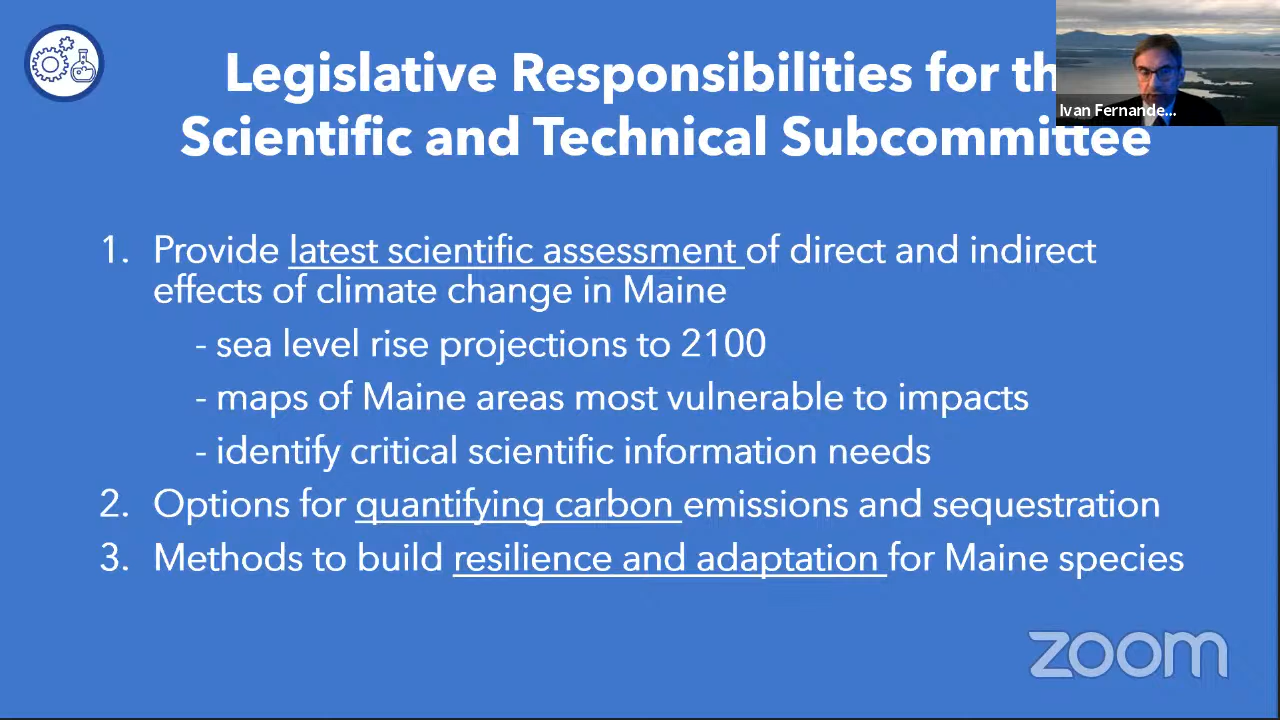 Legislative Responsibilities for th
Scientific and Technical Subcommittee
Ivan Fernande...
1. Provide latest scientific assessment of direct and indirect
effects of climate change in Maine
- sea level rise projections to 2100
- maps of Maine areas most vulnerable to impacts
- identify critical scientific information needs
2. Options for quantifying carbon emissions and sequestration
3. Methods to build resilience and adaptation for Maine species
zoom